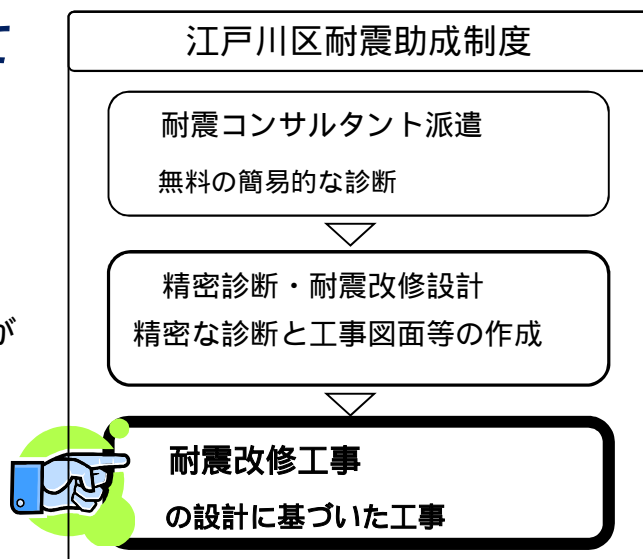 て
江戸川区耐震助成制度
耐震コンサルタント派遣
無料の簡易的な診断
精密診断・耐震改修設計
が
精密な診断と工事図面等の作成
耐震改修工事
の設計に基づいた工事